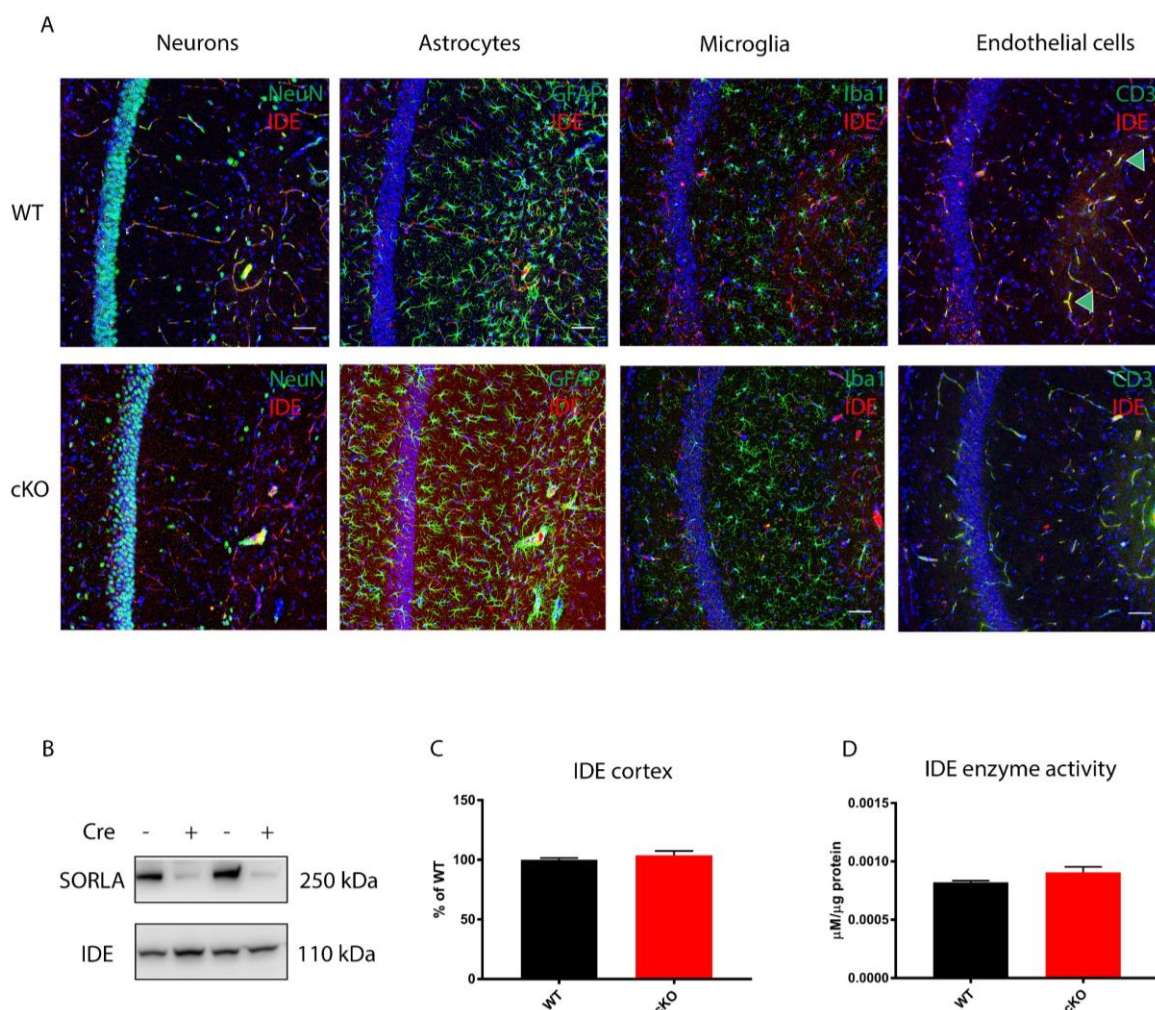 A
Neurons
Astrocytes
Microglia
Endothelial cells
WT
NeuN
IDE
GFAP
IDE
Iba1
IDE
CD3
IDE
cKO
NeuN
IDE
GFAP
IDE
Iba1
IDE
CD3
IDE
B
Cre - + - +
SORLA 250 kDa
IDE 110 kDa
C
IDE cortex
% of WT
150
100
50
0
WT
cKO
D
IDE enzyme activity
μM/μg protein
0.0015
0.0010
0.0005
0.0000
WT
cKO